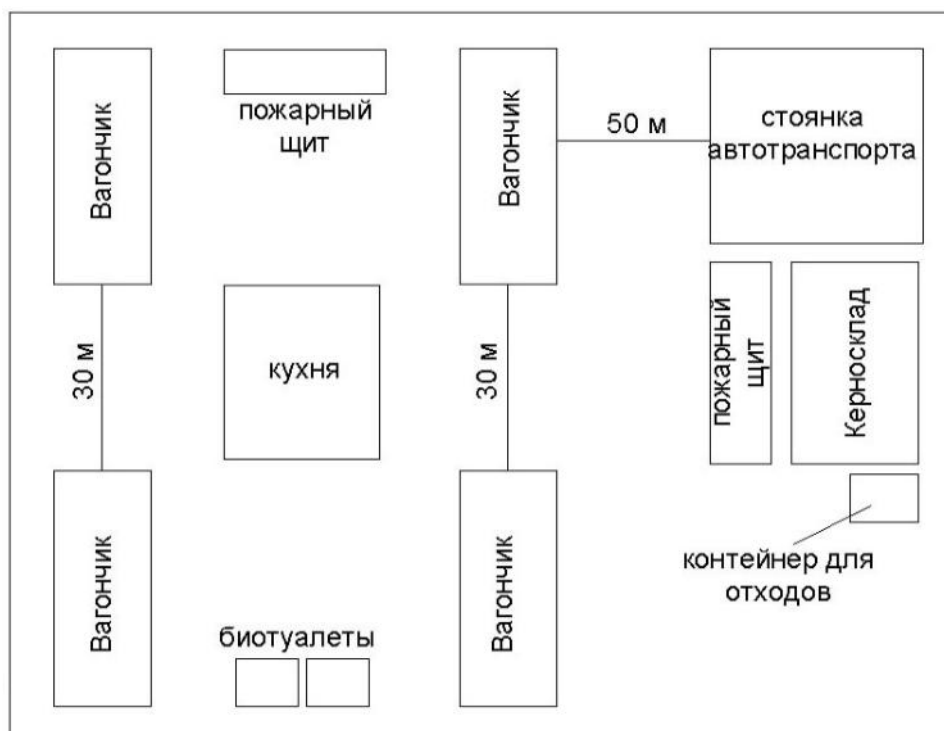 Вагончик
пожарный
щит
Вагончик
50 м
стоянка
автотранспорта
30 м
кухня
30 м
пожарный
щит
Керносклад
Вагончик
биотуалеты
Вагончик
контейнер для
отходов